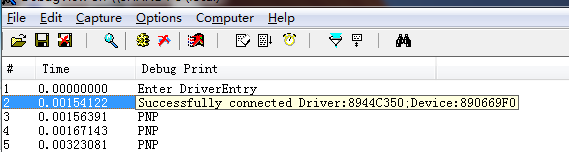 File Edit Capture Options Computer Help
# Time Debug Print
1 0.00000000 Enter DriverEntry
2 0.00154122 Successfully connected Driver:8944C350;Device:890669F0
3 0.00156391 PNP
4 0.00167143 PNP
5 0.00323081 PNP